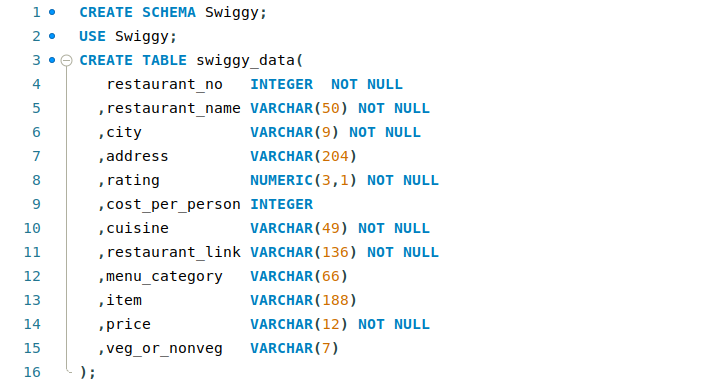 1 CREATE SCHEMA Swiggy;
2 USE Swiggy;
3 CREATE TABLE swiggy_data(
4 restaurant_no INTEGER NOT NULL
5 ,restaurant_name VARCHAR(50) NOT NULL
6 ,city VARCHAR(9) NOT NULL
7 ,address VARCHAR(204)
8 ,rating NUMERIC(3,1) NOT NULL
9 ,cost_per_person INTEGER
10 ,cuisine VARCHAR(49) NOT NULL
11 ,restaurant_link VARCHAR(136) NOT NULL
12 ,menu_category VARCHAR(66)
13 ,item VARCHAR(188)
14 ,price VARCHAR(12) NOT NULL
15 ,veg_or_nonveg VARCHAR(7)
16 );